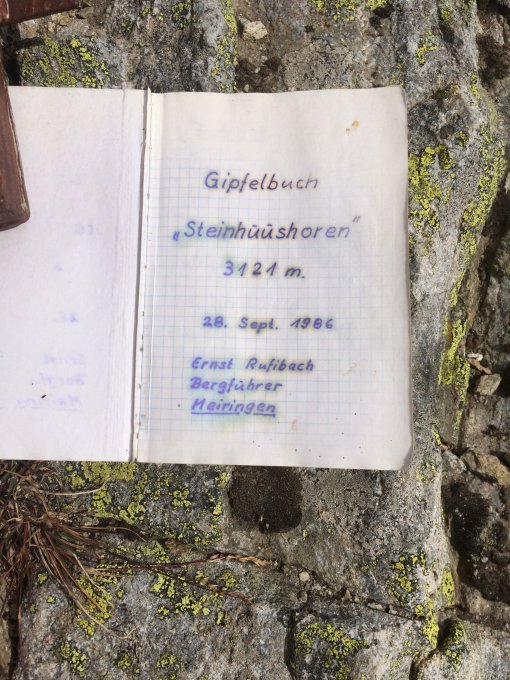 Gipfelbuch
„Steinhüüshoren"
3121 m.
28. Sept. 1986
Ernst Rufibach
Bergführer
Meiringen